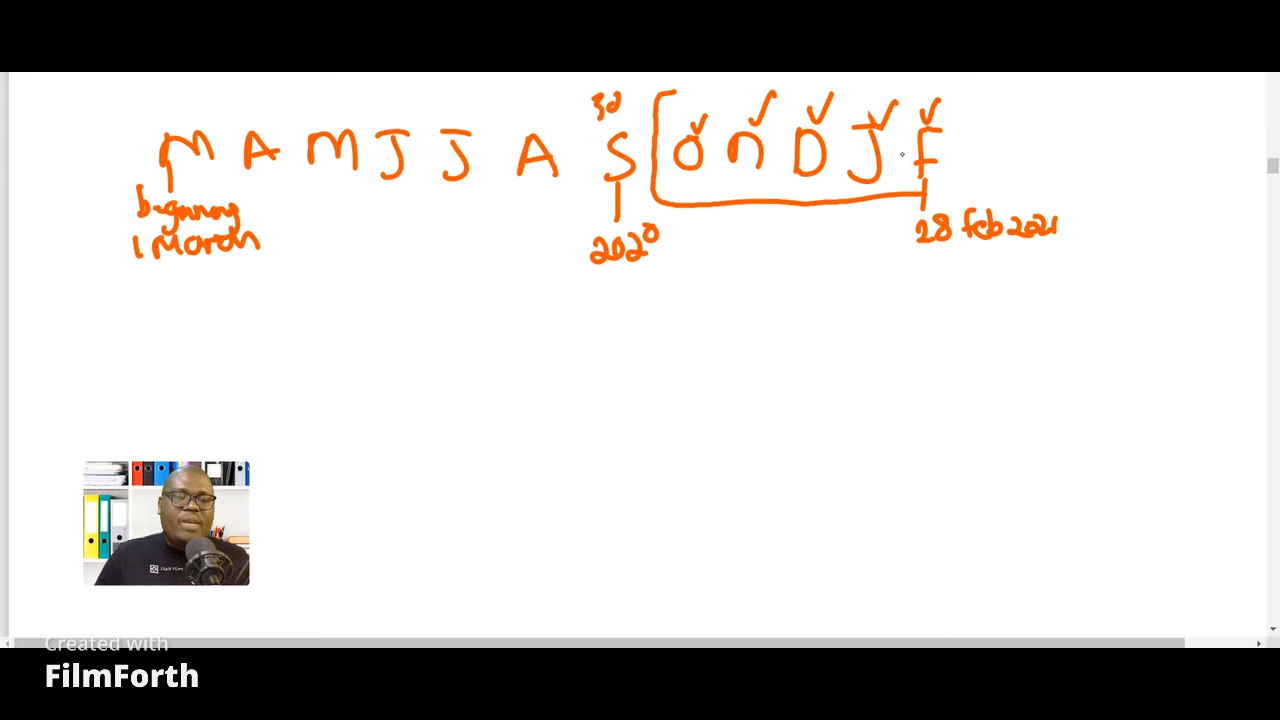 30
M A M J J A S O N D J F
beginning
1 March
2020
28 Feb 2021
Created with
FilmForth